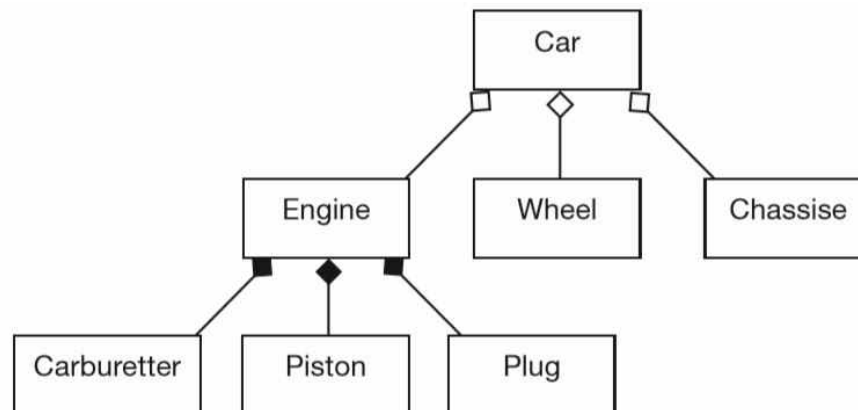 Car
Engine
Wheel
Chassise
Carburetter
Piston
Plug